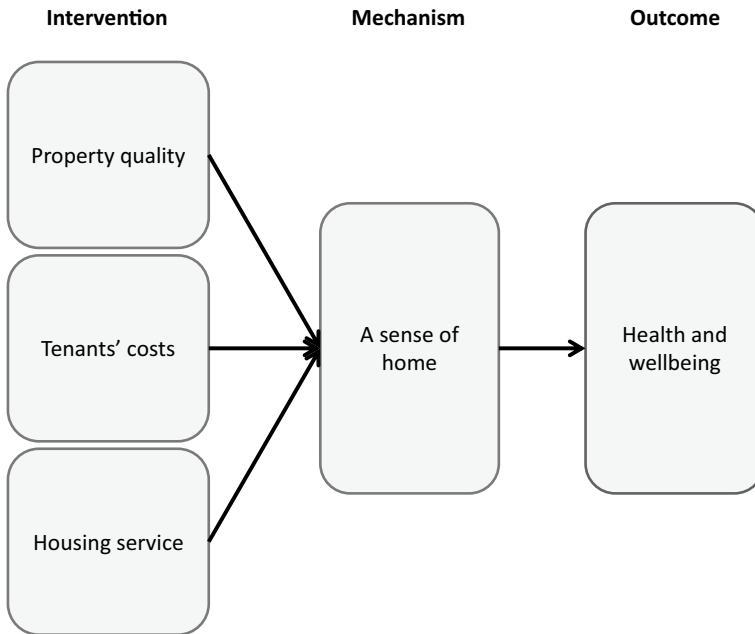 Intervention
Mechanism
Outcome
Property quality
Tenants’ costs
Housing service
A sense of
home
Health and
wellbeing